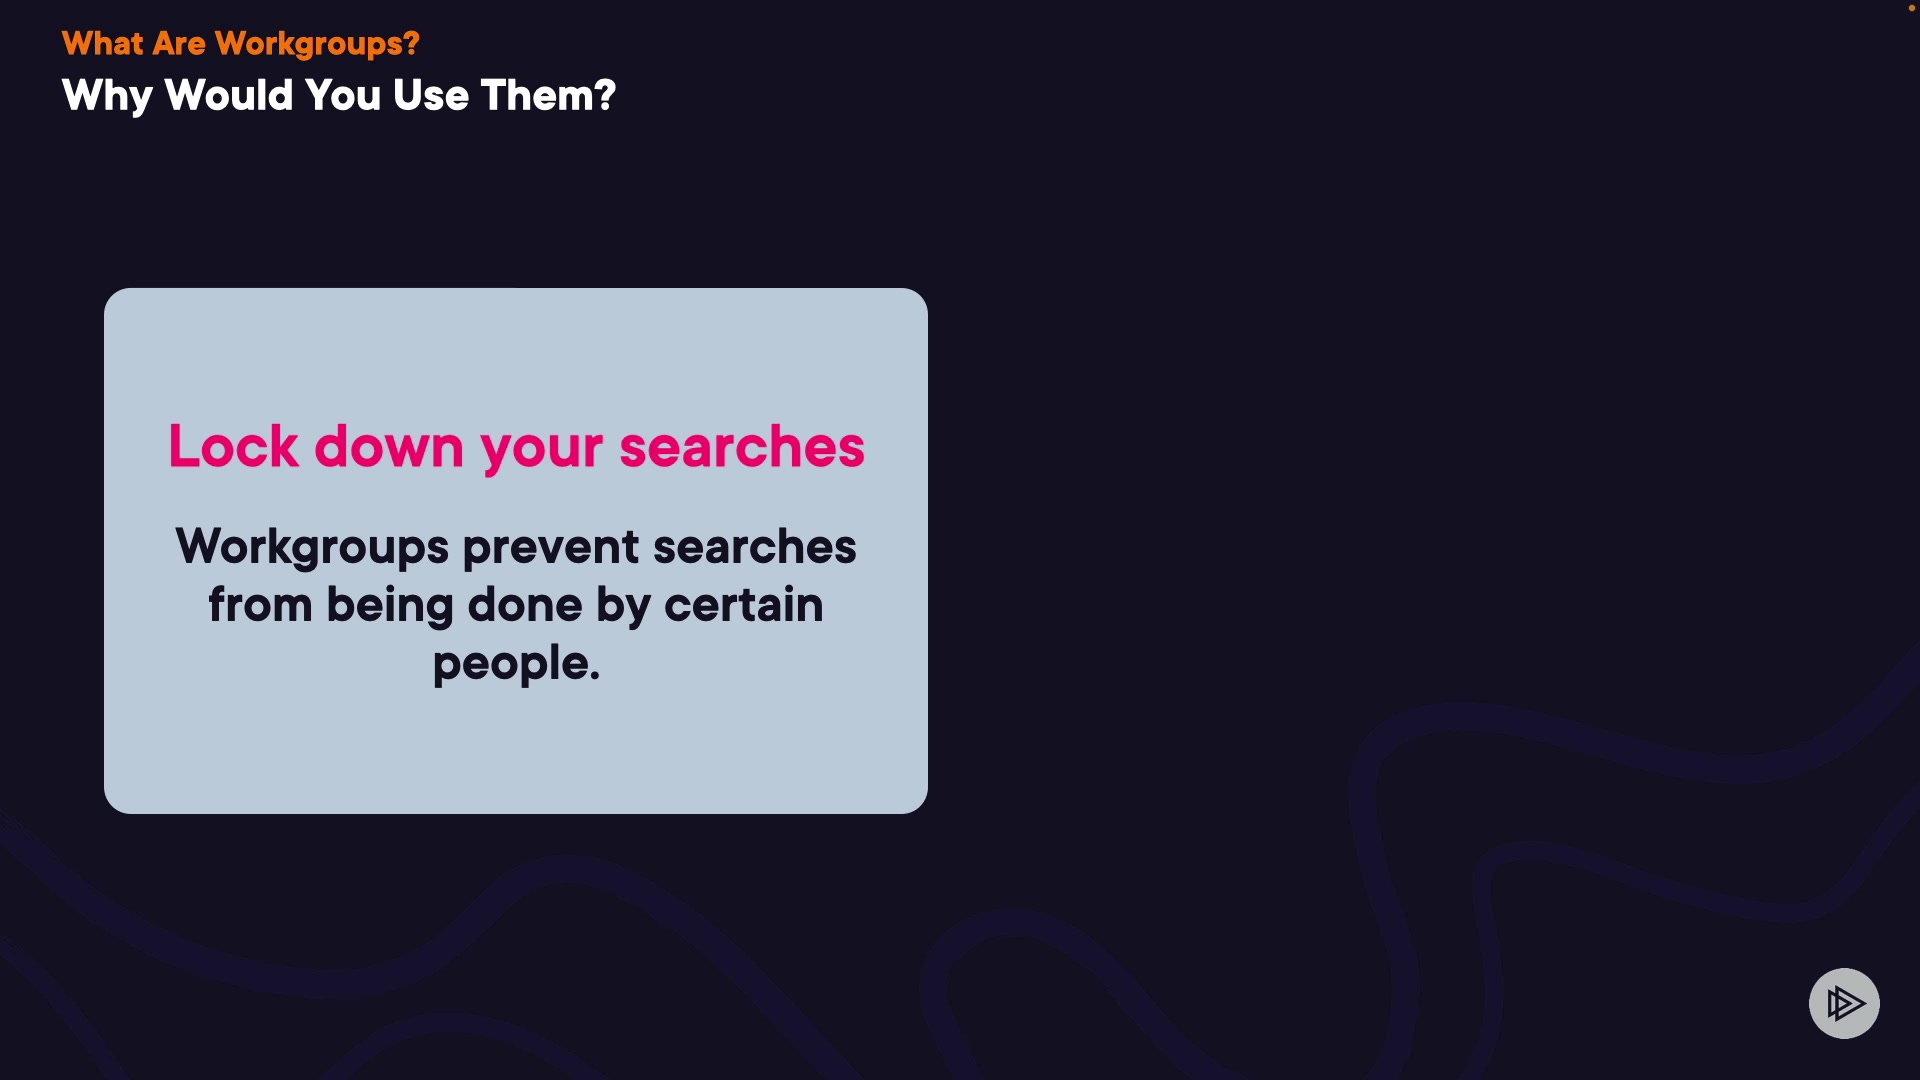 What Are Workgroups?
Why Would You Use Them?
Lock down your searches
Workgroups prevent searches
from being done by certain
people.